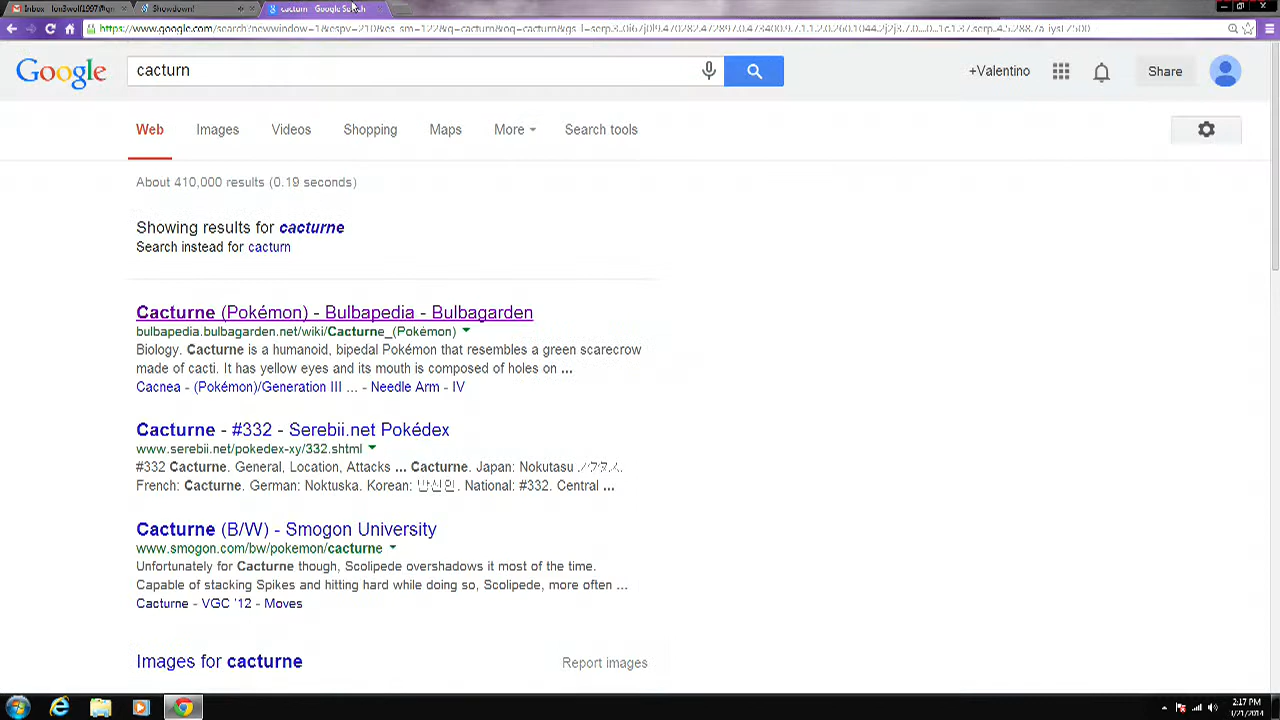 Inbox
Showdown!
cacturn - Google Search
Google
cacturn
+Valentino
Share
Web Images Videos Shopping Maps More Search tools
About 410,000 results (0.19 seconds)
Showing results for cacturne
Search instead for cacturn
Cacturne (Pokémon) - Bulbapedia - Bulbagarden
bulbapedia.bulbagarden.net/wiki/Cacturne_(Pokémon)
Biology. Cacturne is a humanoid, bipedal Pokémon that resembles a green scarecrow
made of cacti. It has yellow eyes and its mouth is composed of holes on ...
Cacnea - (Pokémon)/Generation III ... - Needle Arm - IV
Cacturne - #332 - Serebii.net Pokédex
www.serebii.net/pokedex-xy/332.shtml
#332 Cacturne. General, Location, Attacks ... Cacturne. Japan: Nokutasu
French: Cacturne. German: Noktuska. Korean: 밤선인. National: #332. Central ...
Cacturne (B/W) - Smogon University
www.smogon.com/bw/pokemon/cacturne
Unfortunately for Cacturne though, Scolipede overshadows it most of the time.
Capable of stacking Spikes and hitting hard while doing so, Scolipede, more often ...
Cacturne - VGC '12 - Moves
Images for cacturne
Report images
2:17 PM